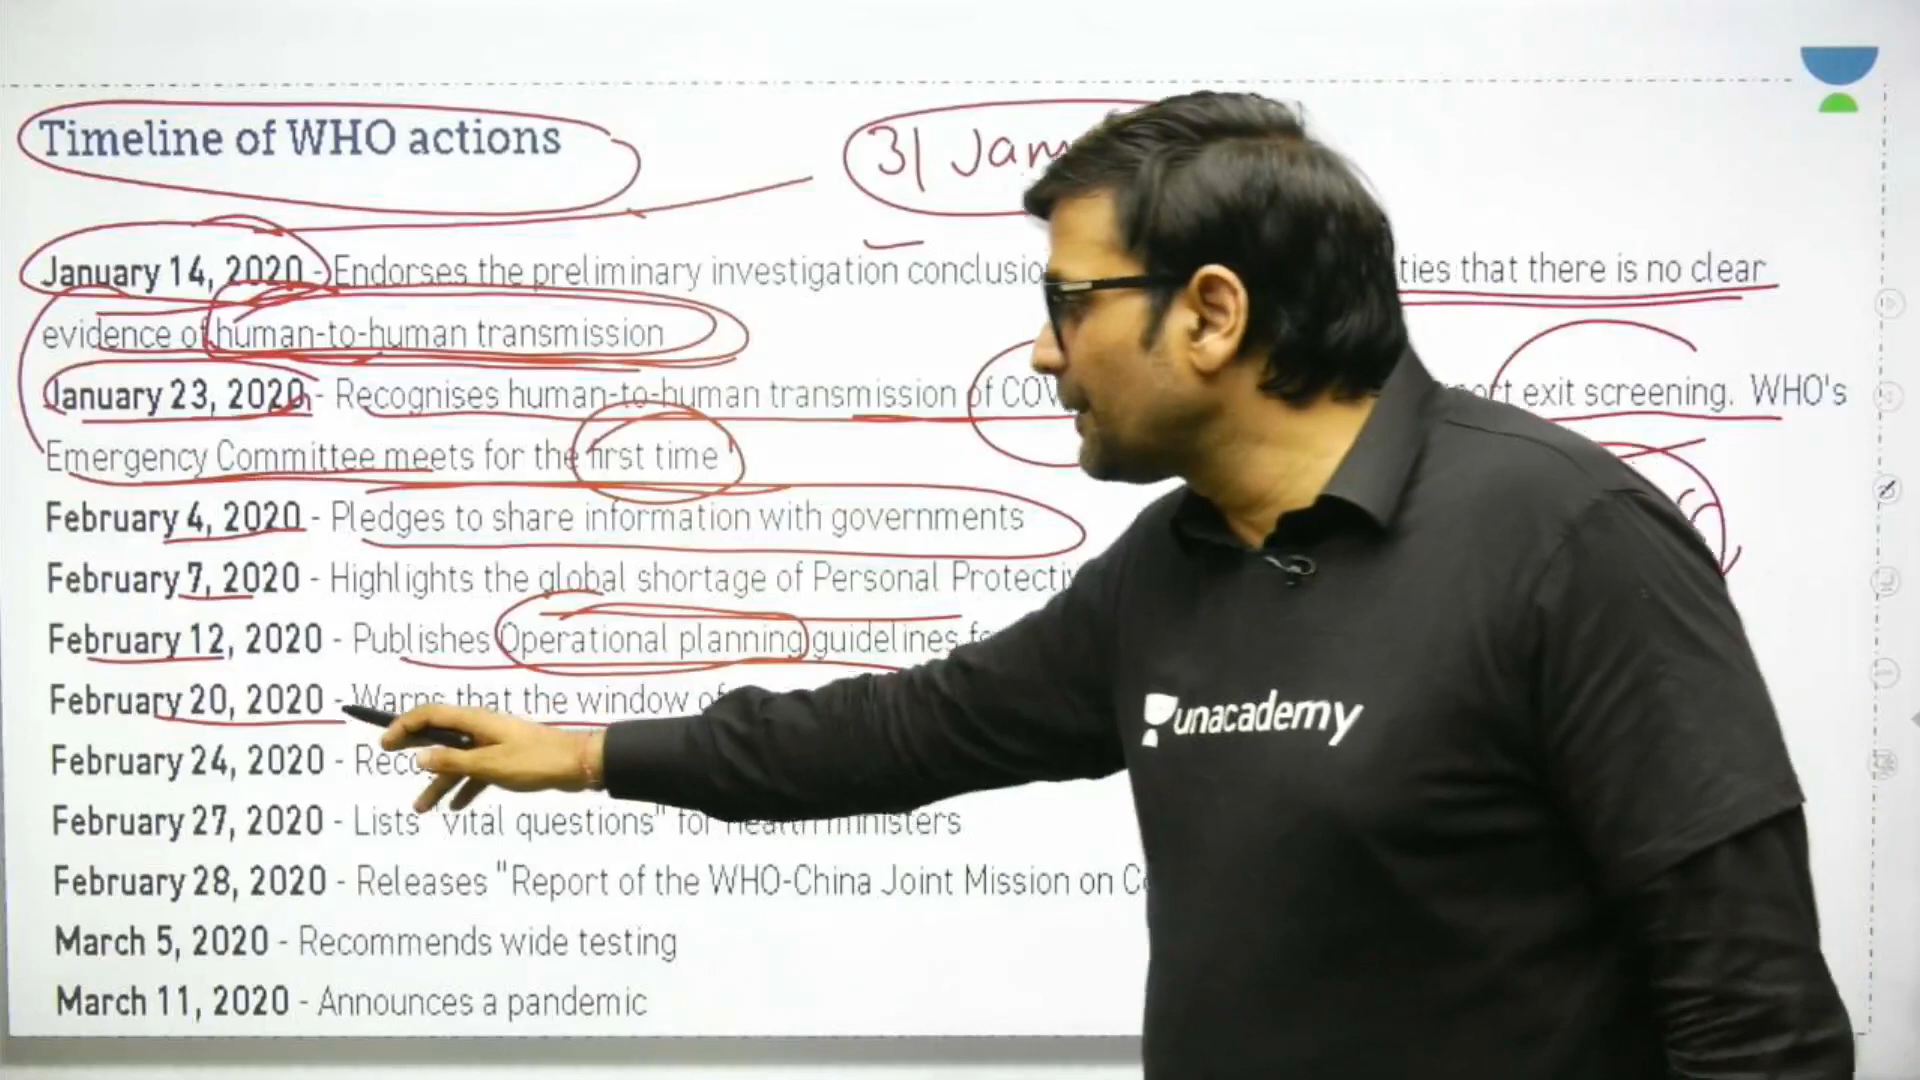 Timeline of WHO actions
31 Jan
January 14, 2020 - Endorses the preliminary investigation ties that there is no clear
evidence of human-to-human transmission
January 23, 2020 - Recognises human-to-human transmission of exit screening. WHO's
Emergency Committee meets for the first time
February 4, 2020 - Pledges to share information with governments
February 7, 2020 - Highlights the global shortage of Personal
February 12, 2020 - Publishes Operational planning guidelines
February 20, 2020 - Warns that the window
February 24, 2020 -
February 27, 2020 - Lists "vital questions" for health ministers
February 28, 2020 - Releases "Report of the WHO-China Joint Mission on
March 5, 2020 - Recommends wide testing
March 11, 2020 - Announces a pandemic
unacademy